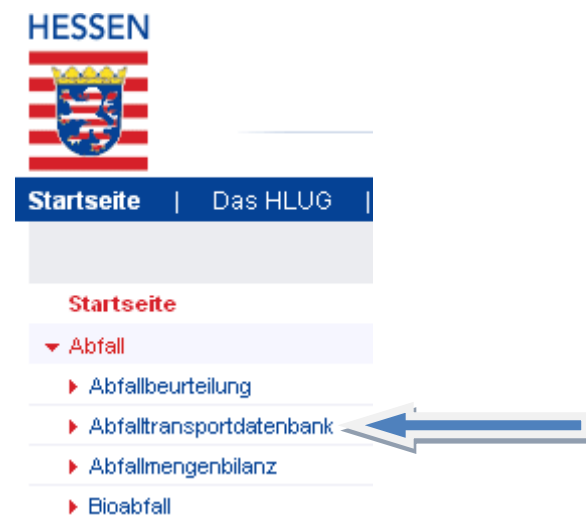 HESSEN
Startseite | Das HLUG |
Startseite
Abfall
Abfallbeurteilung
Abfalltransportdatenbank
Abfallmengenbilanz
Bioabfall